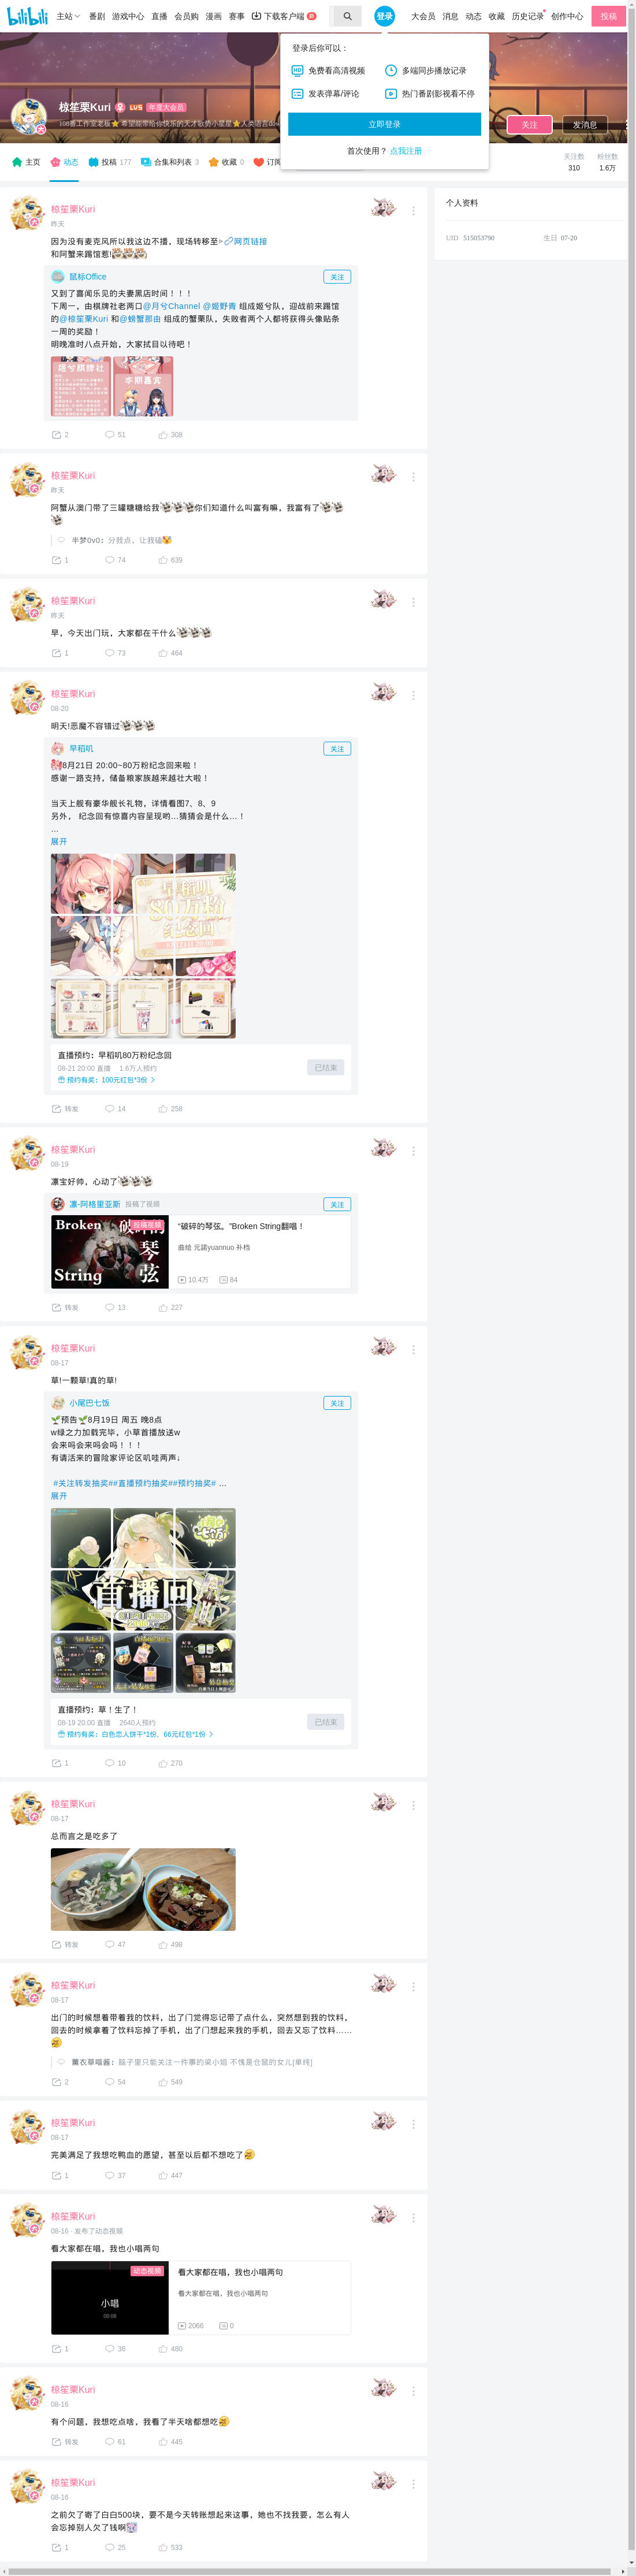 bilibili 主站 番剧 游戏中心 直播 会员购 漫画 赛事 下载客户端 登录 大会员 消息 动态 收藏 历史记录 创作中心 投稿
登录后你可以：
免费看高清视频 多端同步播放记录
发表弹幕/评论 热门番剧影视看不停
立即登录
首次使用？ 点我注册
椋笙栗Kuri LV5 年度大会员
关注 发消息
主页 动态 投稿 177 合集和列表 3 收藏 0
关注数 310 粉丝数 1.6万
个人资料
UID 515053790 生日 07-20
椋笙栗Kuri
昨天
因为没有麦克风所以我这边不播，现场转移至>网页链接
和阿蟹来踢馆惹!
鼠标Office 关注
又到了喜闻乐见的夫妻黑店时间！！！
下周一，由棋牌社老两口@月兮Channel @姬野青 组成姬兮队，迎战前来踢馆
的@椋笙栗Kuri 和@螃蟹那由 组成的蟹栗队，失败者两个人都将获得头像贴条
一周的奖励！
明晚准时八点开始，大家拭目以待吧！
2 51 308
椋笙栗Kuri
昨天
阿蟹从澳门带了三罐糖糖给我你们知道什么叫富有嘛，我富有了
半梦0v0：分我点，让我磕
1 74 639
椋笙栗Kuri
昨天
早，今天出门玩，大家都在干什么
1 73 464
椋笙栗Kuri
08-20
明天!恶魔不容错过
早稻叽 关注
8月21日 20:00~80万粉纪念回来啦！
感谢一路支持，储备粮家族越来越壮大啦！
当天上舰有豪华舰长礼物，详情看图7、8、9
另外， 纪念回有惊喜内容呈现哟…猜猜会是什么…！
...
展开
早稻叽
80万粉
纪念回
直播预约：早稻叽80万粉纪念回
08-21 20:00 直播 1.6万人预约
预约有奖：100元红包*3份
已结束
转发 14 258
椋笙栗Kuri
08-19
凛宝好帅，心动了
凛-阿格里亚斯 投稿了视频 关注
Broken
String
破碎的琴弦
投稿视频
“破碎的琴弦。”Broken String翻唱！
曲绘 元諾yuannuo 补档
10.4万 84
转发 13 227
椋笙栗Kuri
08-17
草!一颗草!真的草!
小尾巴七饭 关注
🌱预告🌱8月19日 周五 晚8点
w绿之力加载完毕，小草首播放送w
会来吗会来吗会吗！！！
有请活来的冒险家评论区叽哇两声↓
#关注转发抽奖##直播预约抽奖##预约抽奖# ...
展开
首播回
直播预约：草！生了！
08-19 20:00 直播 2640人预约
预约有奖：白色恋人饼干*1份、66元红包*1份
已结束
1 10 270
椋笙栗Kuri
08-17
总而言之是吃多了
转发 47 498
椋笙栗Kuri
08-17
出门的时候想着带着我的饮料，出了门觉得忘记带了点什么，突然想到我的饮料，
回去的时候拿着了饮料忘掉了手机，出了门想起来我的手机，回去又忘了饮料……
薰衣草喵酱：脑子里只能关注一件事的梁小姐 不愧是仓鼠的女儿[单纯]
2 54 549
椋笙栗Kuri
08-17
完美满足了我想吃鸭血的愿望，甚至以后都不想吃了
1 37 447
椋笙栗Kuri
08-16 · 发布了动态视频
看大家都在唱，我也小唱两句
动态视频
小唱
00:08
看大家都在唱，我也小唱两句
看大家都在唱，我也小唱两句
2066 0
1 36 480
椋笙栗Kuri
08-16
有个问题，我想吃点啥，我看了半天啥都想吃
转发 61 445
椋笙栗Kuri
08-16
之前欠了寄了白白500块，要不是今天转账想起来这事，她也不找我要，怎么有人
会忘掉别人欠了钱啊
1 25 533